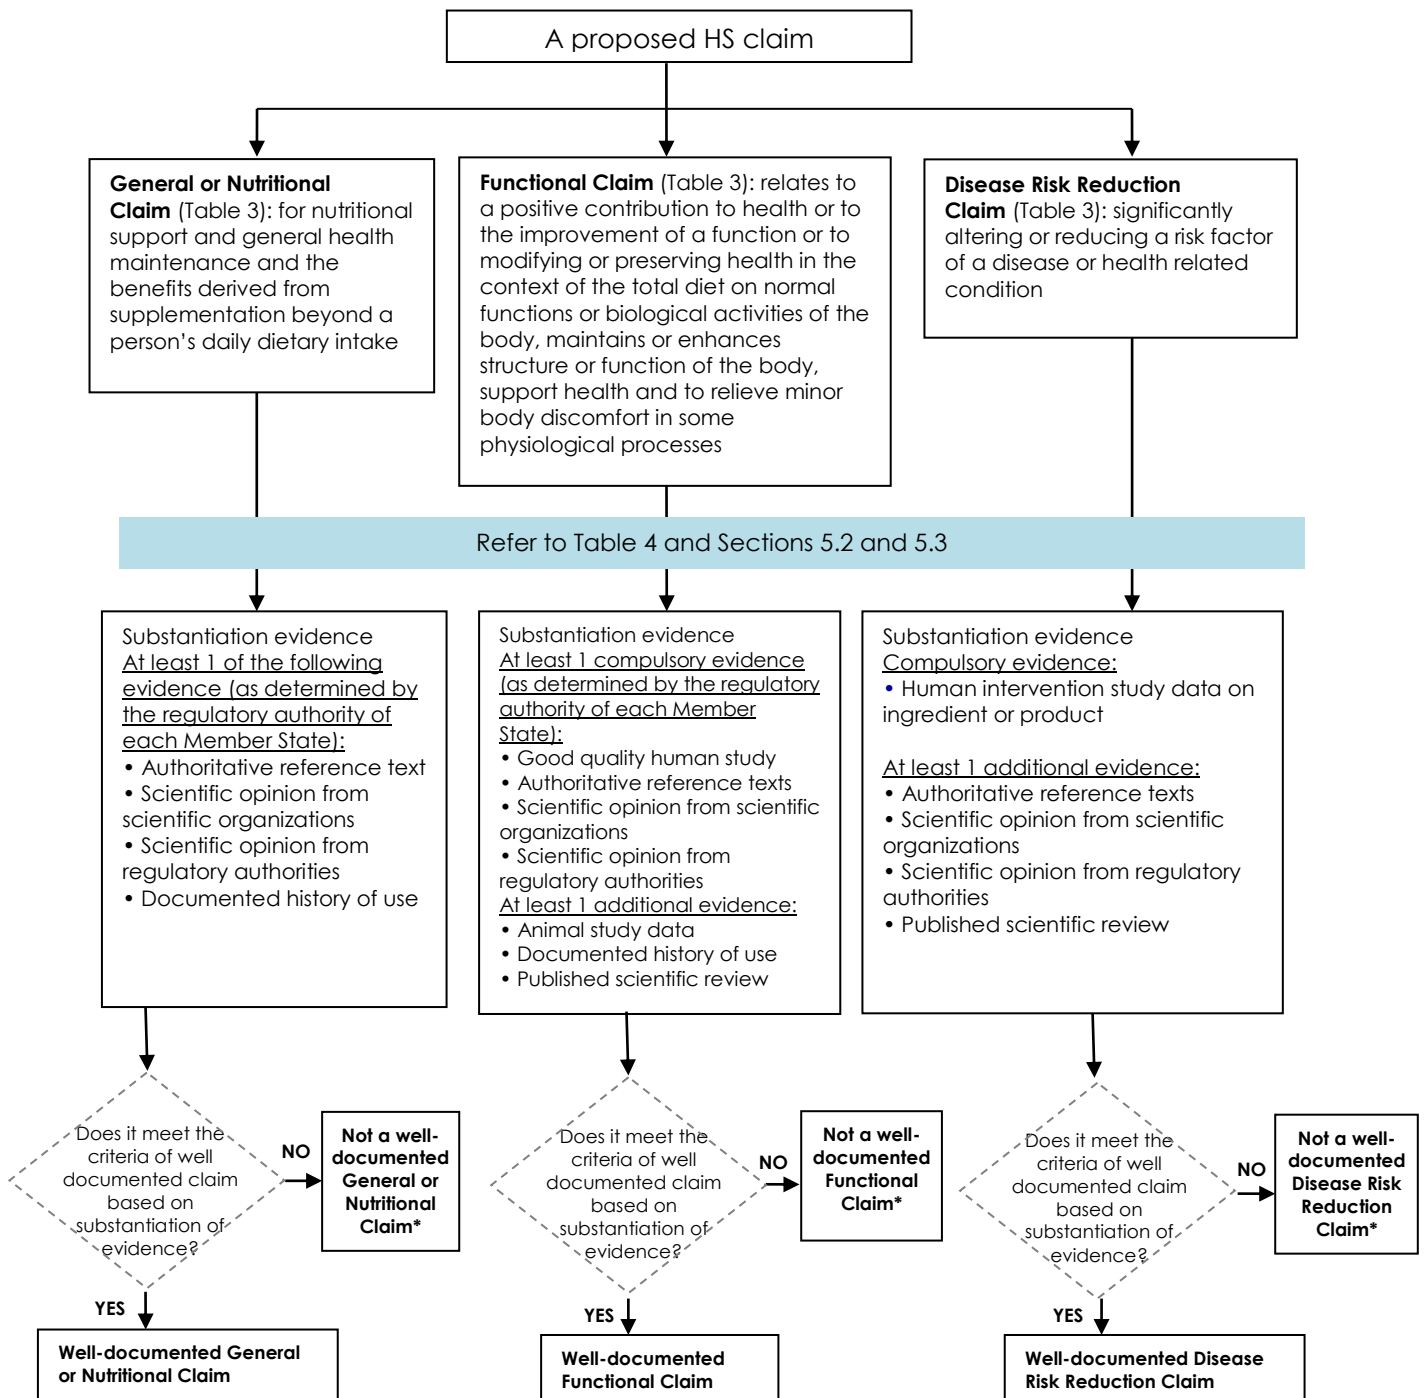 A proposed HS claim
General or Nutritional
Claim (Table 3): for nutritional
support and general health
maintenance and the
benefits derived from
supplementation beyond a
person’s daily dietary intake
Functional Claim (Table 3): relates to
a positive contribution to health or to
the improvement of a function or to
modifying or preserving health in the
context of the total diet on normal
functions or biological activities of the
body, maintains or enhances
structure or function of the body,
support health and to relieve minor
body discomfort in some
physiological processes
Disease Risk Reduction
Claim (Table 3): significantly
altering or reducing a risk factor
of a disease or health related
condition
Refer to Table 4 and Sections 5.2 and 5.3
Substantiation evidence
At least 1 of the following
evidence (as determined by
the regulatory authority of
each Member State):
• Authoritative reference text
• Scientific opinion from
scientific organizations
• Scientific opinion from
regulatory authorities
• Documented history of use
Substantiation evidence
At least 1 compulsory evidence
(as determined by the regulatory
authority of each Member
State):
• Good quality human study
• Authoritative reference texts
• Scientific opinion from scientific
organizations
• Scientific opinion from
regulatory authorities
At least 1 additional evidence:
• Animal study data
• Documented history of use
• Published scientific review
Substantiation evidence
Compulsory evidence:
• Human intervention study data on
ingredient or product
At least 1 additional evidence:
• Authoritative reference texts
• Scientific opinion from scientific
organizations
• Scientific opinion from regulatory
authorities
• Published scientific review
Does it meet the
criteria of well
documented claim
based on
substantiation of
evidence?
NO
Not a well-
documented
General or
Nutritional
Claim*
Does it meet the
criteria of well
documented claim
based on
substantiation of
evidence?
NO
Not a well-
documented
Functional
Claim*
Does it meet the
criteria of well
documented claim
based on
substantiation of
evidence?
NO
Not a well-
documented
Disease Risk
Reduction
Claim*
YES
Well-documented General
or Nutritional Claim
YES
Well-documented
Functional Claim
YES
Well-documented Disease
Risk Reduction Claim